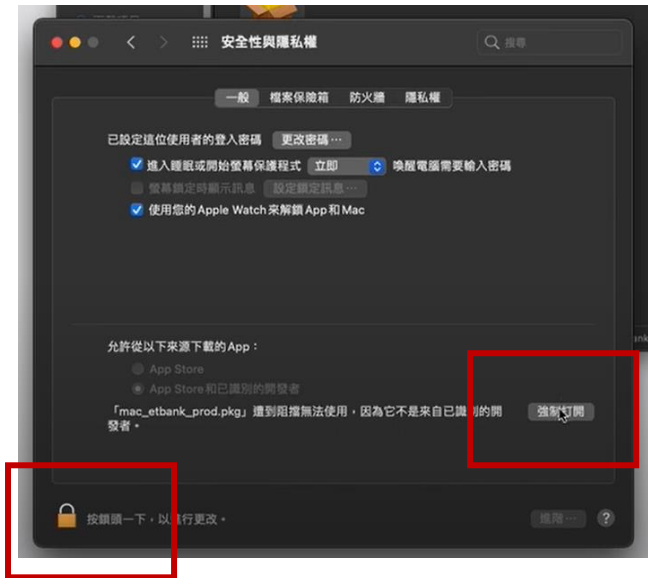 安全性與隱私權
搜尋
一般 檔案保險箱 防火牆 隱私權
已設定這位使用者的登入密碼 更改密碼⋯
進入睡眠或開始螢幕保護程式 立即 喚醒電腦需要輸入密碼
螢幕鎖定時顯示訊息 設定鎖定訊息⋯
使用您的 Apple Watch 來解鎖 App 和 Mac
允許從以下來源下載的 App：
App Store
App Store 和已識別的開發者
「mac_etbank_prod.pkg」遭到阻擋無法使用，因為它不是來自已識別的開
發者。
強制打開
按鎖頭一下，以進行更改。
進階⋯ ?